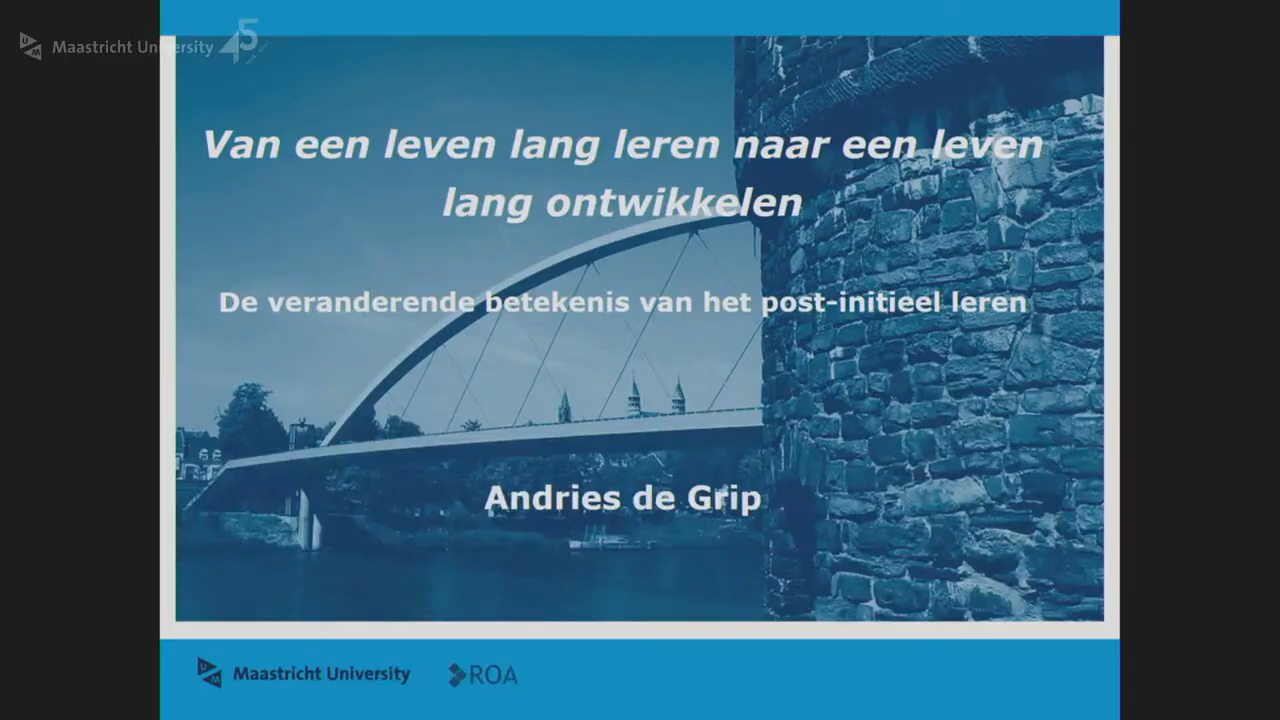 Maastricht University 45
Van een leven lang leren naar een leven
lang ontwikkelen
De veranderende betekenis van het post-initieel leren
Andries de Grip
Maastricht University
ROA